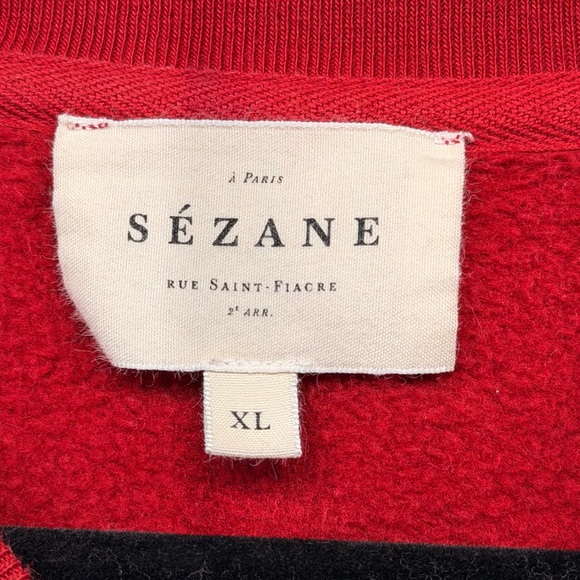 À Paris
SÉZANE
Rue Saint-Fiacre
2e ARR.
XL